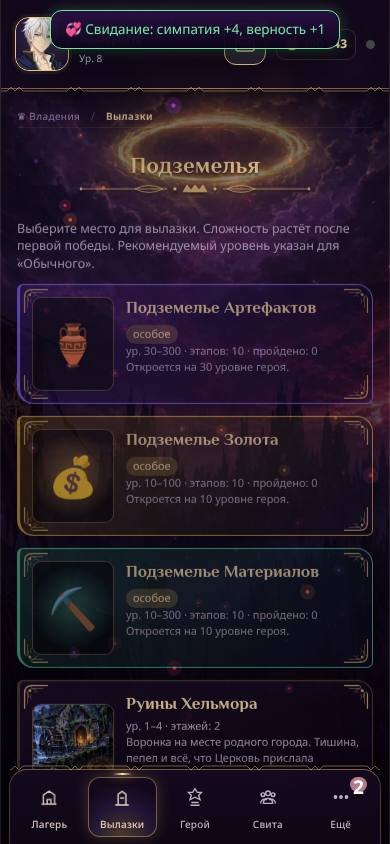 💞 Свидание: симпатия +4, верность +1
Ур. 8
♛ Владения / Вылазки
Подземелья
Выберите место для вылазки. Сложность растёт после
первой победы. Рекомендуемый уровень указан для
«Обычного».
Подземелье Артефактов
особое
ур. 30–300 · этапов: 10 · пройдено: 0
Откроется на 30 уровне героя.
Подземелье Золота
особое
ур. 10–100 · этапов: 10 · пройдено: 0
Откроется на 10 уровне героя.
Подземелье Материалов
особое
ур. 10–300 · этапов: 10 · пройдено: 0
Откроется на 10 уровне героя.
Руины Хельмора
ур. 1–4 · этажей: 2
Воронка на месте родного города. Тишина,
пепел и всё, что Церковь прислала
2
Лагерь
Вылазки
Герой
Свита
Ещё